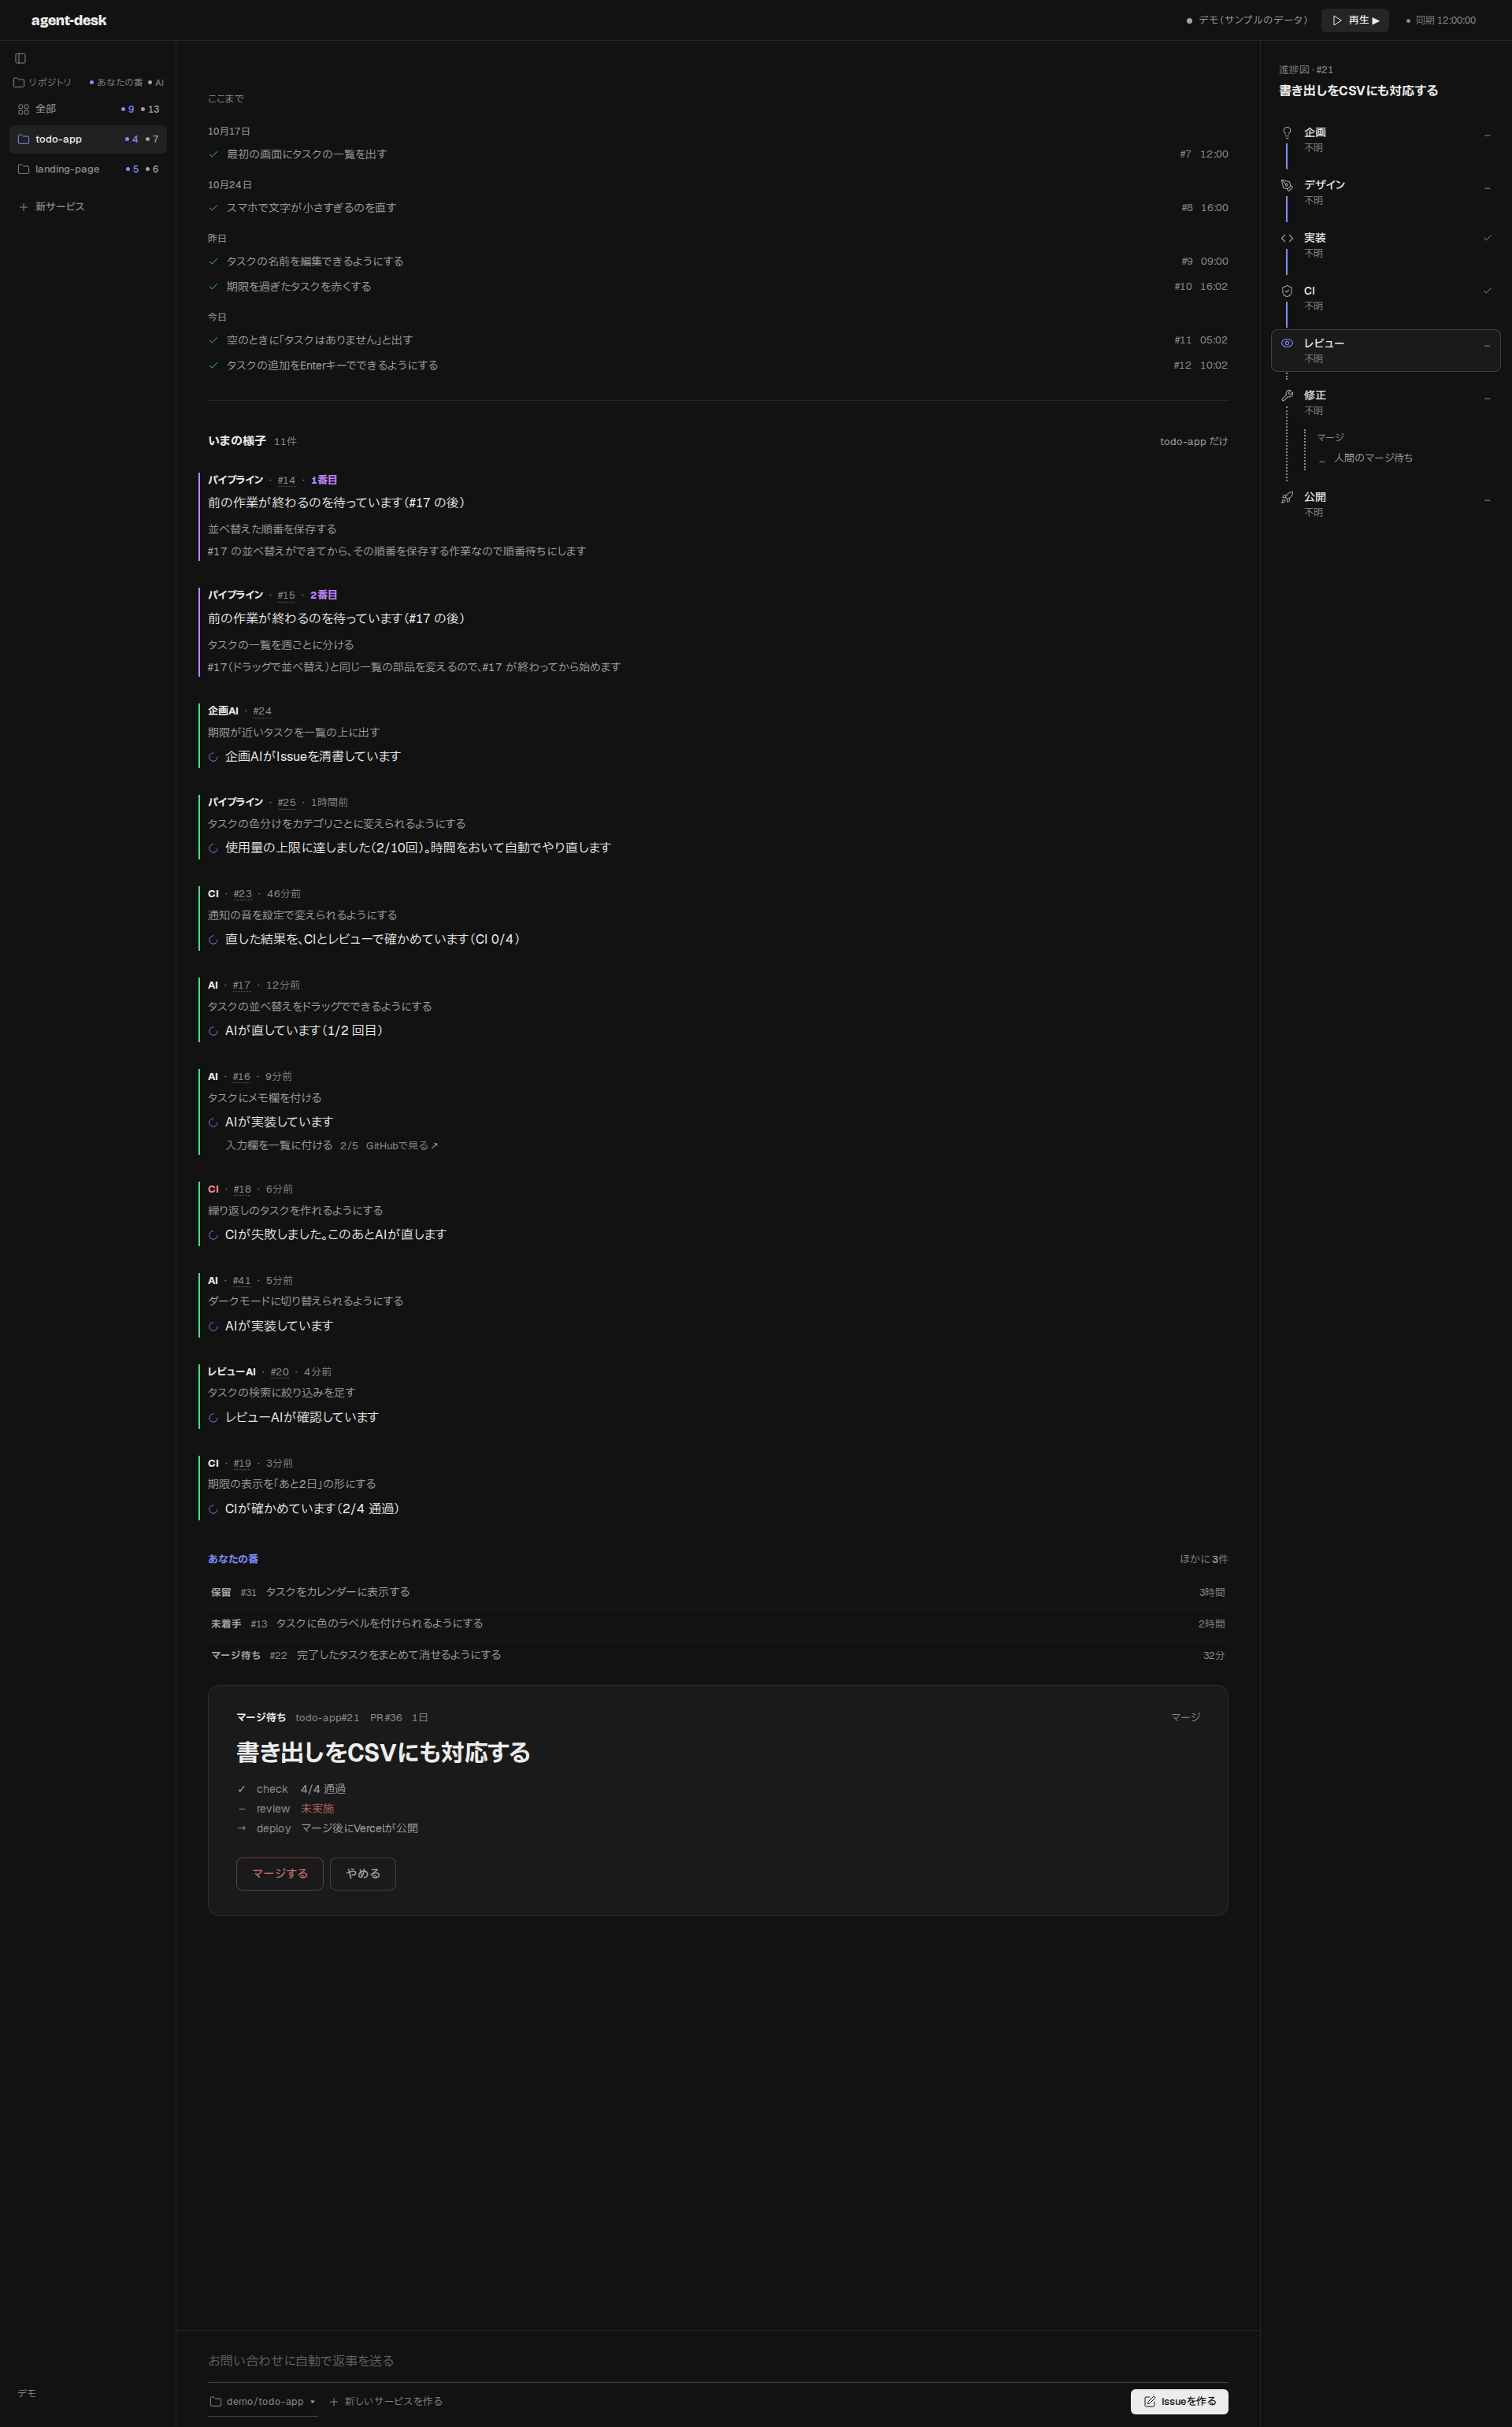 agent-desk
デモ（サンプルのデータ）
再生 ▶
同期 12:00:00
リポジトリ
あなたの番 AI
全部 9 13
todo-app 4 7
landing-page 5 6
新サービス
デモ
ここまで
10月17日
最初の画面にタスクの一覧を出す #7 12:00
10月24日
スマホで文字が小さすぎるのを直す #8 16:00
昨日
タスクの名前を編集できるようにする #9 09:00
期限を過ぎたタスクを赤くする #10 16:02
今日
空のときに「タスクはありません」と出す #11 05:02
タスクの追加をEnterキーでできるようにする #12 10:02
いまの様子 11件 todo-app だけ
パイプライン · #14 · 1番目
前の作業が終わるのを待っています（#17 の後）
並べ替えた順番を保存する
#17 の並べ替えができてから、その順番を保存する作業なので順番待ちにします
パイプライン · #15 · 2番目
前の作業が終わるのを待っています（#17 の後）
タスクの一覧を週ごとに分ける
#17（ドラッグで並べ替え）と同じ一覧の部品を変えるので、#17 が終わってから始めます
企画AI · #24
期限が近いタスクを一覧の上に出す
企画AIがIssueを清書しています
パイプライン · #25 · 1時間前
タスクの色分けをカテゴリごとに変えられるようにする
使用量の上限に達しました（2/10回）。時間をおいて自動でやり直します
CI · #23 · 46分前
通知の音を設定で変えられるようにする
直した結果を、CIとレビューで確かめています（CI 0/4）
AI · #17 · 12分前
タスクの並べ替えをドラッグでできるようにする
AIが直しています（1/2 回目）
AI · #16 · 9分前
タスクにメモ欄を付ける
AIが実装しています
入力欄を一覧に付ける 2/5 GitHubで見る ↗
CI · #18 · 6分前
繰り返しのタスクを作れるようにする
CIが失敗しました。このあとAIが直します
AI · #41 · 5分前
ダークモードに切り替えられるようにする
AIが実装しています
レビューAI · #20 · 4分前
タスクの検索に絞り込みを足す
レビューAIが確認しています
CI · #19 · 3分前
期限の表示を「あと2日」の形にする
CIが確かめています（2/4 通過）
あなたの番 ほかに 3件
保留 #31 タスクをカレンダーに表示する 3時間
未着手 #13 タスクに色のラベルを付けられるようにする 2時間
マージ待ち #22 完了したタスクをまとめて消せるようにする 32分
マージ待ち todo-app#21 PR #36 1日 マージ
書き出しをCSVにも対応する
✓ check 4/4 通過
– review 未実施
→ deploy マージ後にVercelが公開
マージする やめる
お問い合わせに自動で返事を送る
demo/todo-app 新しいサービスを作る Issueを作る
進捗図 · #21
書き出しをCSVにも対応する
企画 –
不明
デザイン –
不明
実装
不明
CI
不明
レビュー –
不明
修正 –
不明
マージ
– 人間のマージ待ち
公開 –
不明